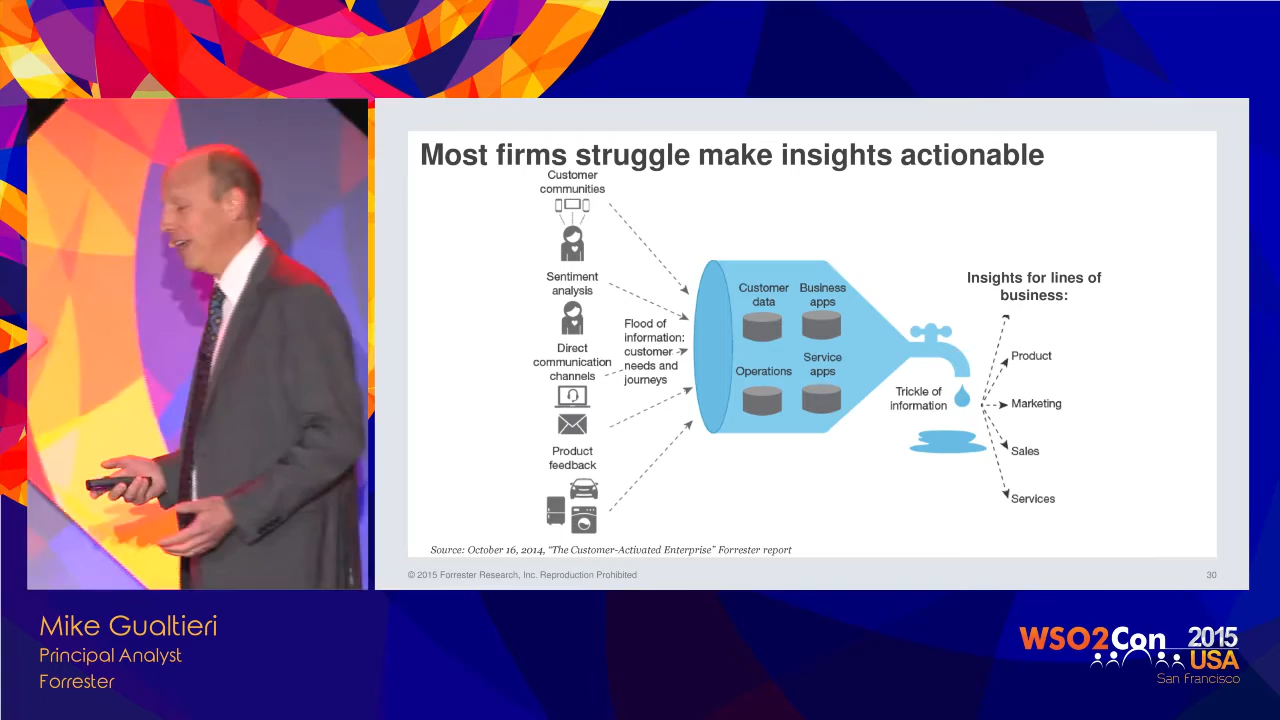 Most firms struggle make insights actionable
Customer
communities
Sentiment
analysis
Direct
communication
channels
Product
feedback
Flood of
information:
customer
needs and
journeys
Customer
data
Business
apps
Operations
Service
apps
Trickle of
information
Insights for lines of
business:
Product
Marketing
Sales
Services
Source: October 16, 2014, “The Customer-Activated Enterprise” Forrester report
© 2015 Forrester Research, Inc. Reproduction Prohibited
30
Mike Gualtieri
Principal Analyst
Forrester
WSO2Con 2015
USA
San Francisco